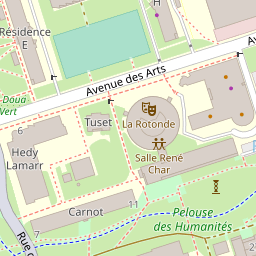 Résidence
E
Avenue des Arts
Av
Doua
Vert
6
Tuset
La Rotonde
Hedy
Lamarr
Salle René
Char
Carnot
11
Pelouse
des Humanités
Rue d